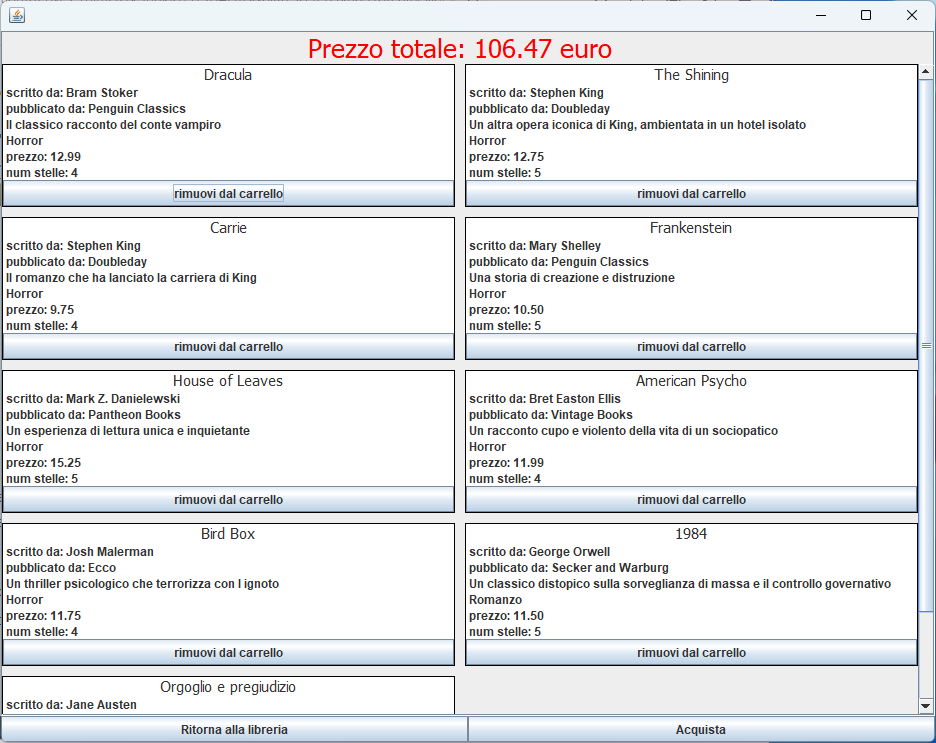 Prezzo totale: 106.47 euro
Dracula
scritto da: Bram Stoker
pubblicato da: Penguin Classics
Il classico racconto del conte vampiro
Horror
prezzo: 12.99
num stelle: 4
rimuovi dal carrello
The Shining
scritto da: Stephen King
pubblicato da: Doubleday
Un altra opera iconica di King, ambientata in un hotel isolato
Horror
prezzo: 12.75
num stelle: 5
rimuovi dal carrello
Carrie
scritto da: Stephen King
pubblicato da: Doubleday
Il romanzo che ha lanciato la carriera di King
Horror
prezzo: 9.75
num stelle: 4
rimuovi dal carrello
Frankenstein
scritto da: Mary Shelley
pubblicato da: Penguin Classics
Una storia di creazione e distruzione
Horror
prezzo: 10.50
num stelle: 5
rimuovi dal carrello
House of Leaves
scritto da: Mark Z. Danielewski
pubblicato da: Pantheon Books
Un esperienza di lettura unica e inquietante
Horror
prezzo: 15.25
num stelle: 5
rimuovi dal carrello
American Psycho
scritto da: Bret Easton Ellis
pubblicato da: Vintage Books
Un racconto cupo e violento della vita di un sociopatico
Horror
prezzo: 11.99
num stelle: 4
rimuovi dal carrello
Bird Box
scritto da: Josh Malerman
pubblicato da: Ecco
Un thriller psicologico che terrorizza con l ignoto
Horror
prezzo: 11.75
num stelle: 4
rimuovi dal carrello
1984
scritto da: George Orwell
pubblicato da: Secker and Warburg
Un classico distopico sulla sorveglianza di massa e il controllo governativo
Romanzo
prezzo: 11.50
num stelle: 5
rimuovi dal carrello
Orgoglio e pregiudizio
scritto da: Jane Austen
Ritorna alla libreria
Acquista